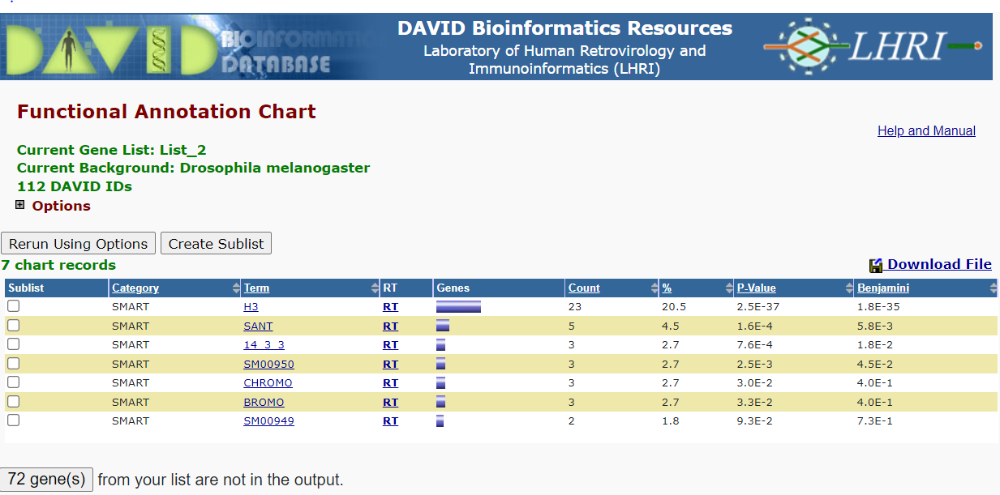 DAVID BIOINFORMATICS DATABASE
DAVID Bioinformatics Resources
Laboratory of Human Retrovirology and
Immunoinformatics (LHRI)
LHRI
Functional Annotation Chart
Help and Manual
Current Gene List: List_2
Current Background: Drosophila melanogaster
112 DAVID IDs
Options
Rerun Using Options Create Sublist
7 chart records Download File
Sublist Category Term RT Genes Count % P-Value Benjamini
SMART H3 RT 23 20.5 2.5E-37 1.8E-35
SMART SANT RT 5 4.5 1.6E-4 5.8E-3
SMART 14_3_3 RT 3 2.7 7.6E-4 1.8E-2
SMART SM00950 RT 3 2.7 2.5E-3 4.5E-2
SMART CHROMO RT 3 2.7 3.0E-2 4.0E-1
SMART BROMO RT 3 2.7 3.3E-2 4.0E-1
SMART SM00949 RT 2 1.8 9.3E-2 7.3E-1
72 gene(s) from your list are not in the output.